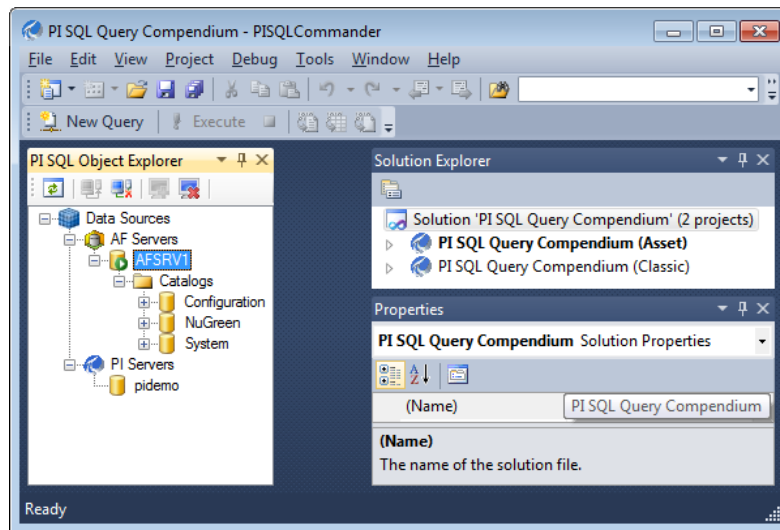 PI SQL Query Compendium - PISQLCommander
File Edit View Project Debug Tools Window Help
New Query Execute
PI SQL Object Explorer
Data Sources
AF Servers
AFSRV1
Catalogs
Configuration
NuGreen
System
PI Servers
pidemo
Solution Explorer
Solution 'PI SQL Query Compendium' (2 projects)
PI SQL Query Compendium (Asset)
PI SQL Query Compendium (Classic)
Properties
PI SQL Query Compendium Solution Properties
(Name) PI SQL Query Compendium
(Name)
The name of the solution file.
Ready